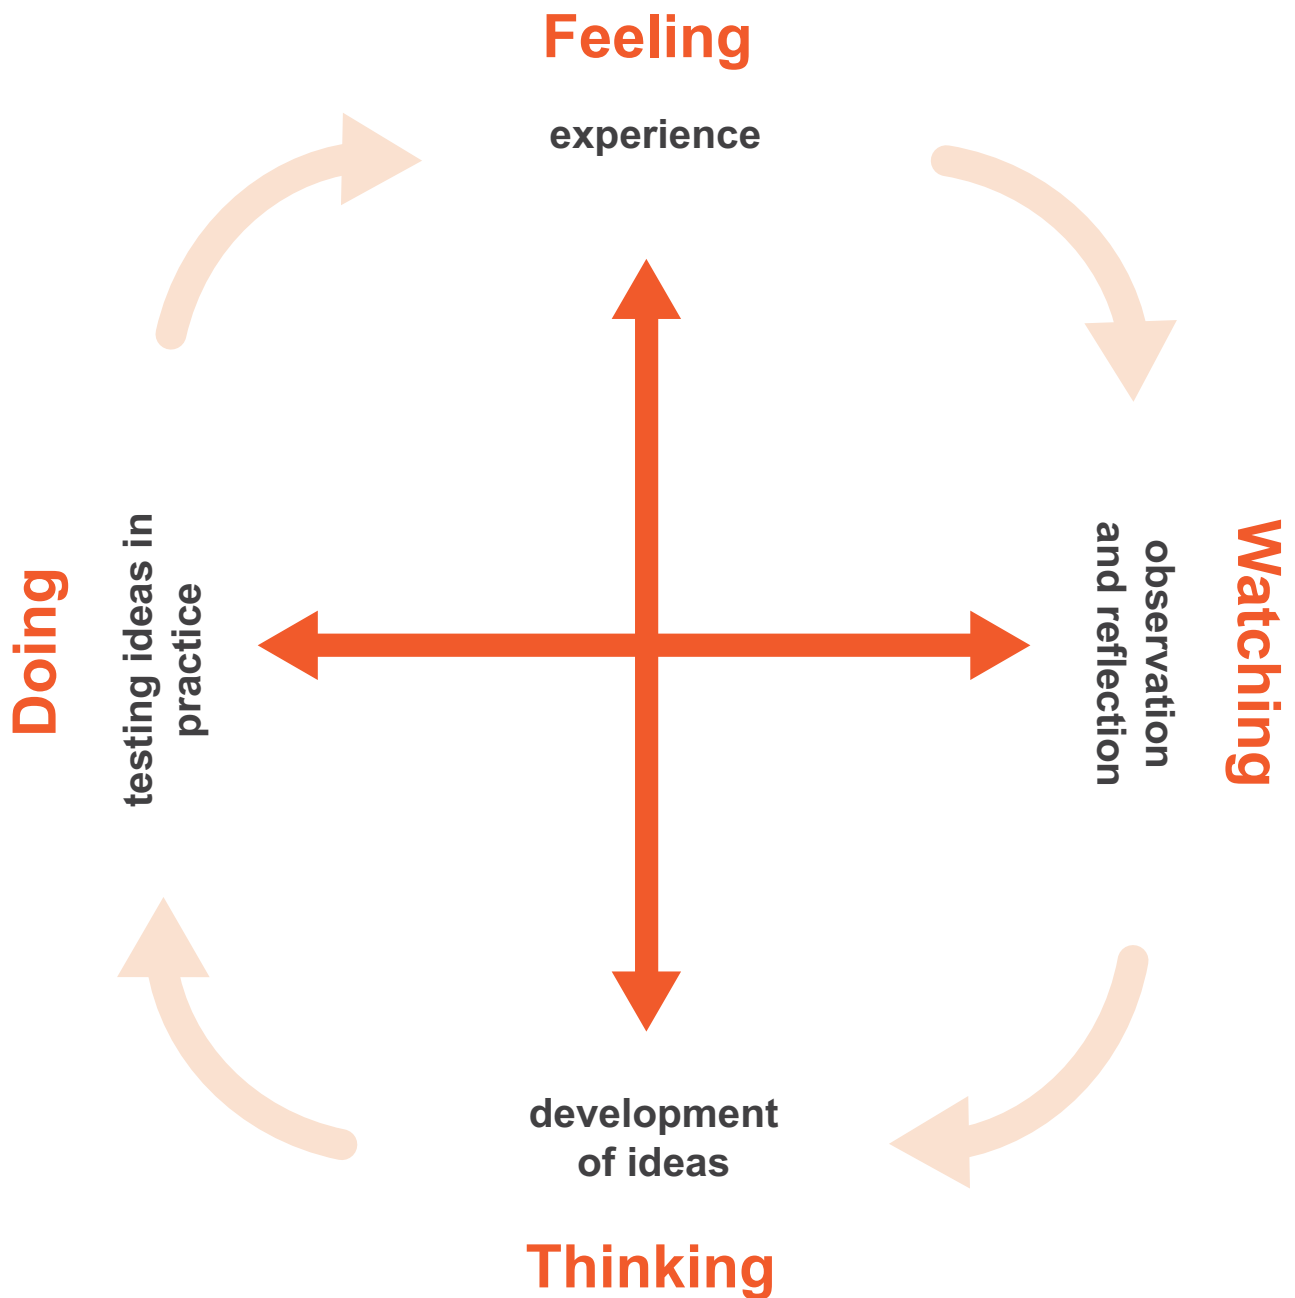 Feeling
experience
Doing
testing ideas in
practice
observation
and reflection
Watching
development
of ideas
Thinking